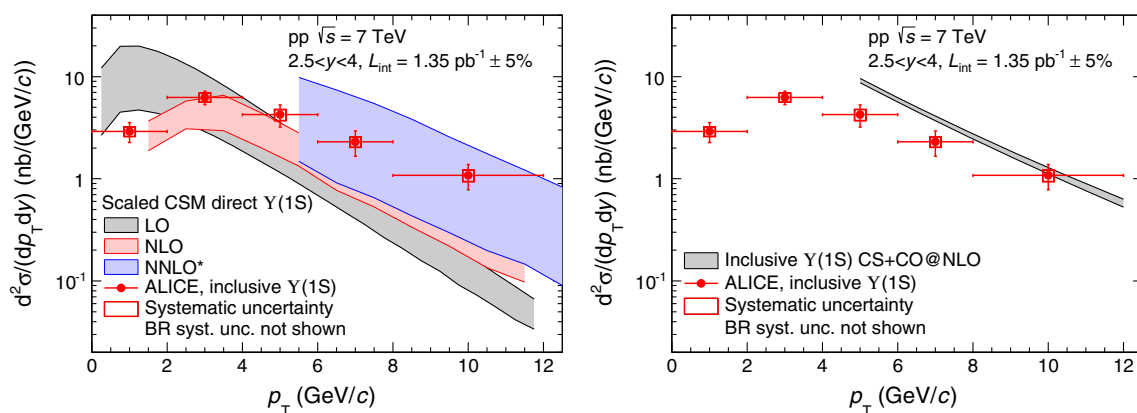 d²σ/(dp_T dy) (nb/(GeV/c))
pp √s = 7 TeV
2.5<y<4, L_int = 1.35 pb⁻¹ ± 5%
10
1
10⁻¹
Scaled CSM direct ϒ(1S)
LO
NLO
NNLO*
ALICE, inclusive ϒ(1S)
Systematic uncertainty
BR syst. unc. not shown
0 2 4 6 8 10 12
p_T (GeV/c)
d²σ/(dp_T dy) (nb/(GeV/c))
pp √s = 7 TeV
2.5<y<4, L_int = 1.35 pb⁻¹ ± 5%
10
1
10⁻¹
Inclusive ϒ(1S) CS+CO@NLO
ALICE, inclusive ϒ(1S)
Systematic uncertainty
BR syst. unc. not shown
0 2 4 6 8 10 12
p_T (GeV/c)